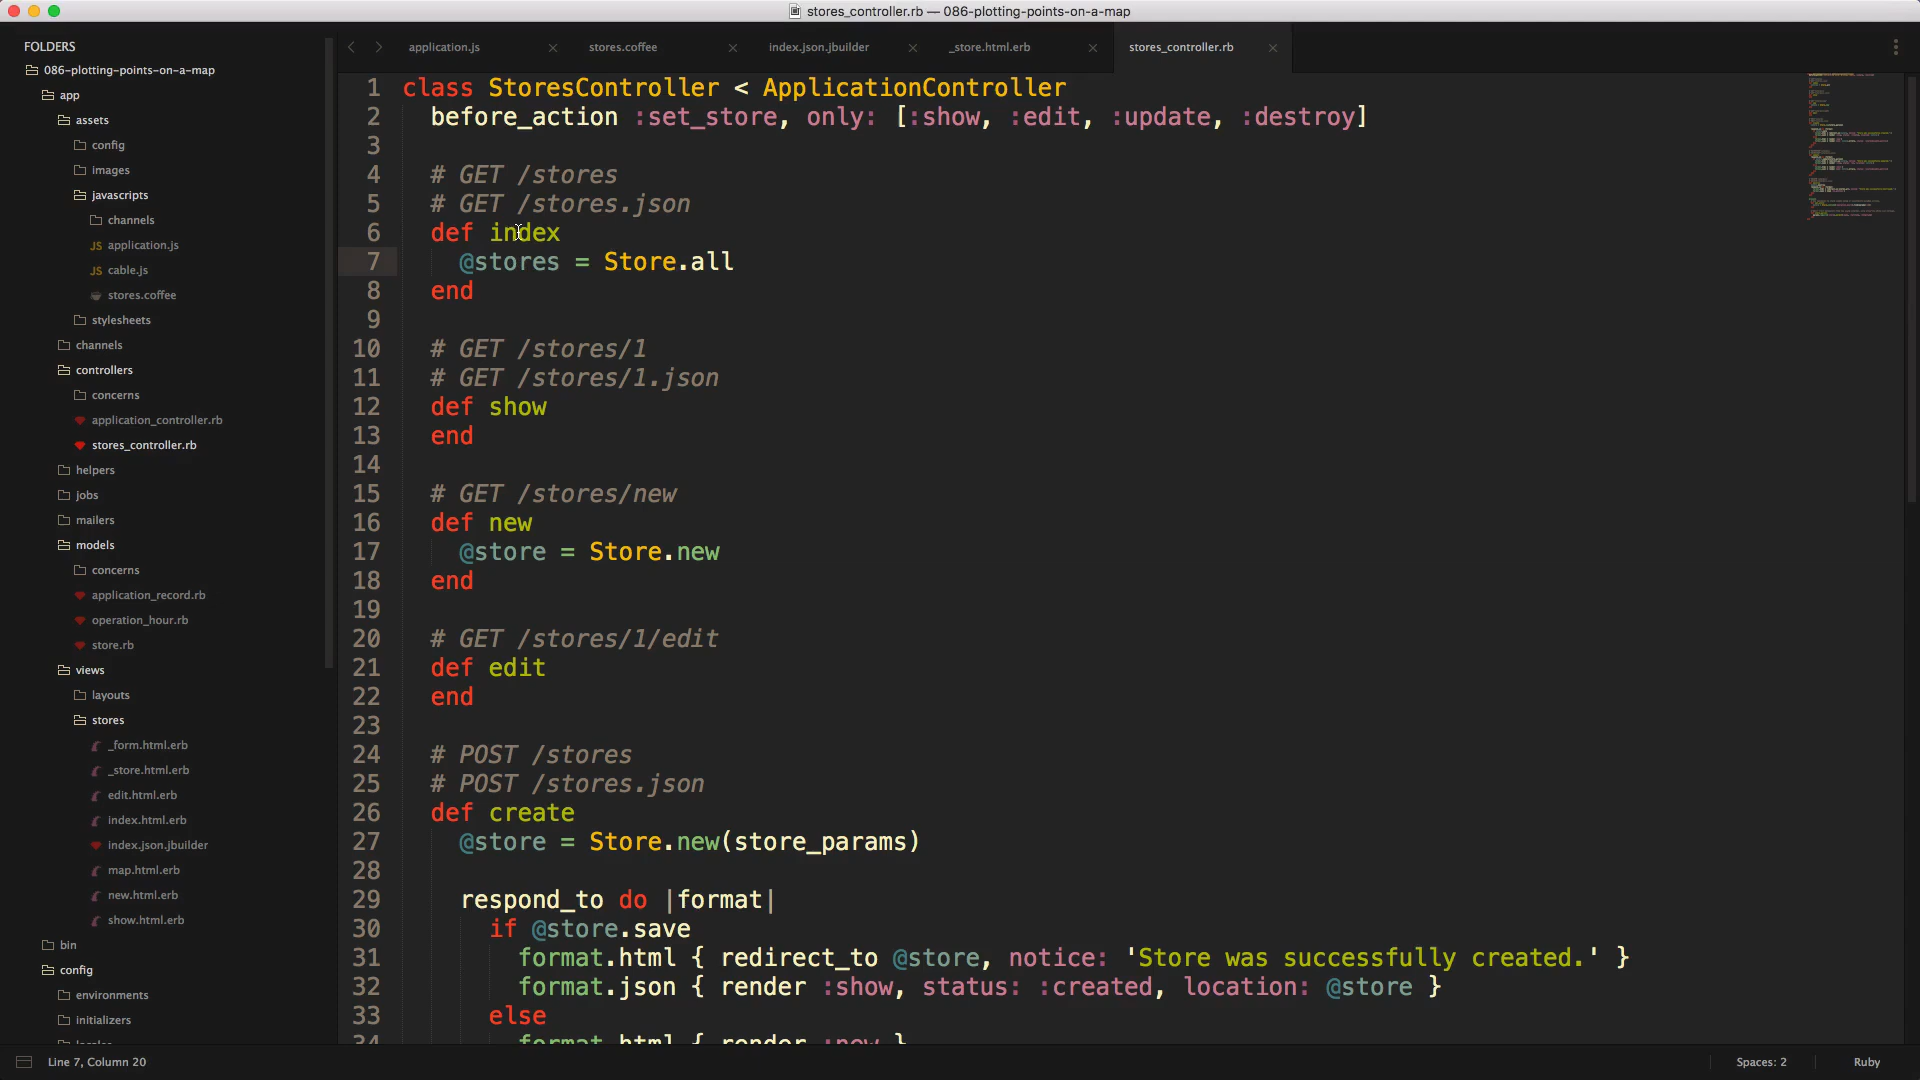 stores_controller.rb — 086-plotting-points-on-a-map
FOLDERS
086-plotting-points-on-a-map
app
assets
config
images
javascripts
channels
JS application.js
JS cable.js
stores.coffee
stylesheets
channels
controllers
concerns
application_controller.rb
stores_controller.rb
helpers
jobs
mailers
models
concerns
application_record.rb
operation_hour.rb
store.rb
views
layouts
stores
_form.html.erb
_store.html.erb
edit.html.erb
index.html.erb
index.json.jbuilder
map.html.erb
new.html.erb
show.html.erb
bin
config
environments
initializers
application.js
stores.coffee
index.json.jbuilder
_store.html.erb
stores_controller.rb
1 class StoresController < ApplicationController
2 before_action :set_store, only: [:show, :edit, :update, :destroy]
3
4 # GET /stores
5 # GET /stores.json
6 def index
7 @stores = Store.all
8 end
9
10 # GET /stores/1
11 # GET /stores/1.json
12 def show
13 end
14
15 # GET /stores/new
16 def new
17 @store = Store.new
18 end
19
20 # GET /stores/1/edit
21 def edit
22 end
23
24 # POST /stores
25 # POST /stores.json
26 def create
27 @store = Store.new(store_params)
28
29 respond_to do |format|
30 if @store.save
31 format.html { redirect_to @store, notice: 'Store was successfully created.' }
32 format.json { render :show, status: :created, location: @store }
33 else
34 format.html { render :new }
Line 7, Column 20
Spaces: 2
Ruby